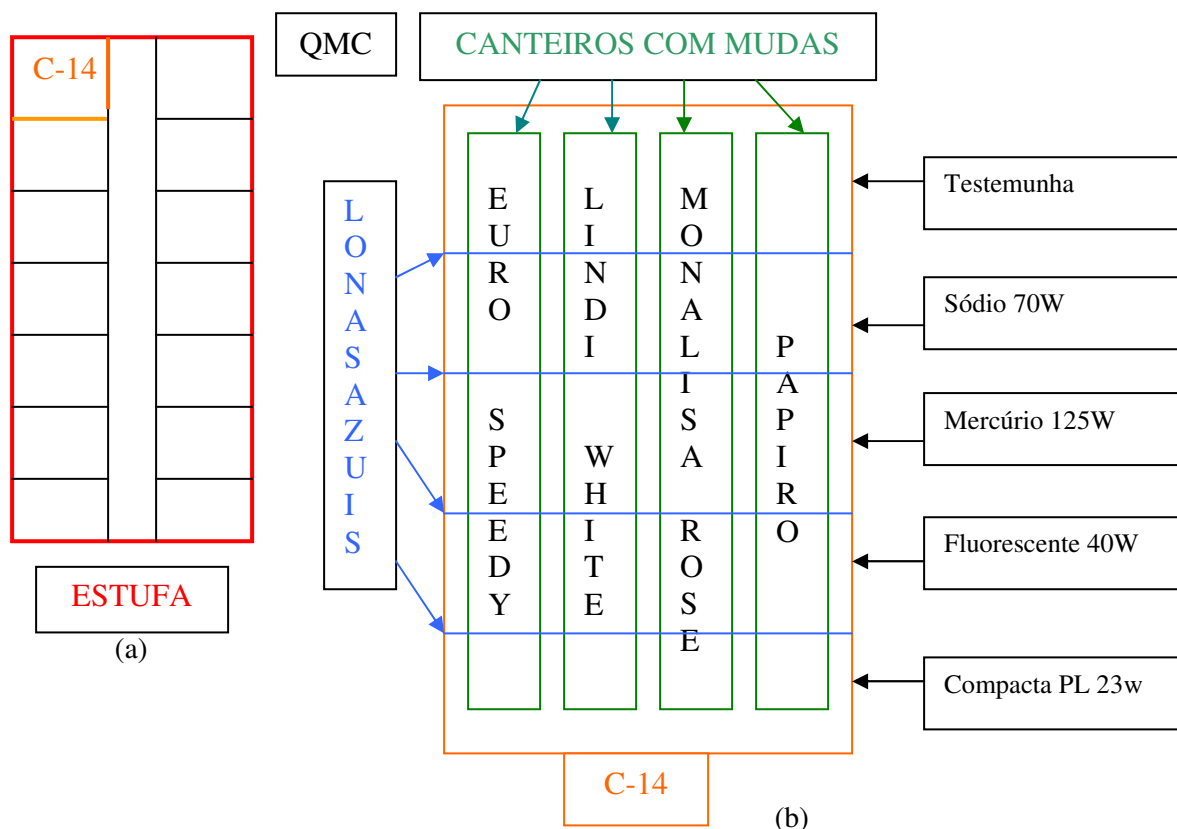 C-14
QMC
CANTEIROS COM MUDAS
LONAS AZUIS
EURO SPEEDY
LINDI WHITE
MONALISA ROSE
PAPIRO
Testemunha
Sódio 70W
Mercúrio 125W
Fluorescente 40W
Compacta PL 23w
ESTUFA
(a)
C-14
(b)